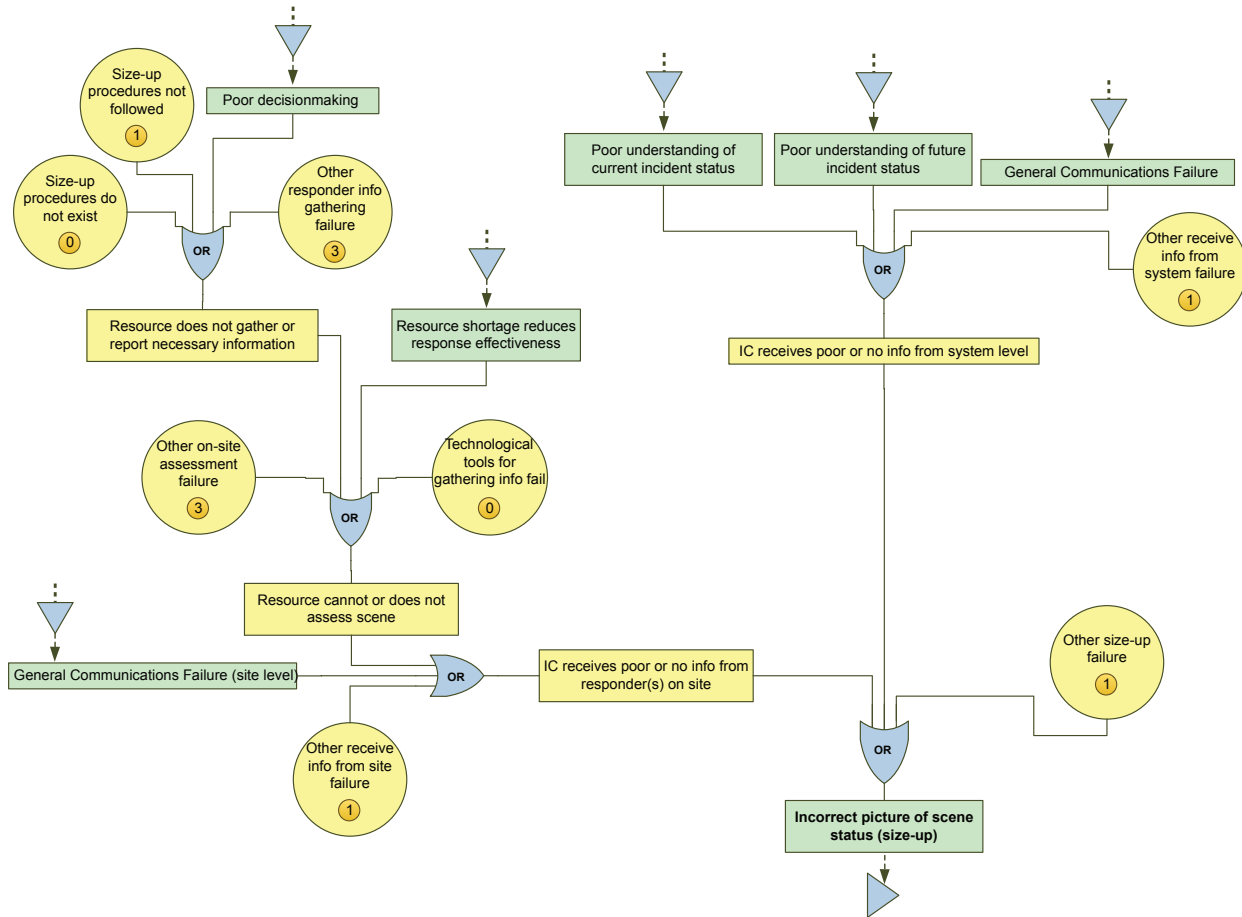 Size-up
procedures not
followed
1
Poor decisionmaking
Size-up
procedures do
not exist
0
Other
responder info
gathering
failure
3
OR
Resource does not gather or
report necessary information
Resource shortage reduces
response effectiveness
Other on-site
assessment
failure
3
Technological
tools for
gathering info fail
0
OR
Resource cannot or does not
assess scene
General Communications Failure (site level)
OR
Other receive
info from site
failure
1
IC receives poor or no info from
responder(s) on site
Poor understanding of
current incident status
Poor understanding of future
incident status
General Communications Failure
OR
Other receive
info from
system failure
1
IC receives poor or no info from system level
Other size-up
failure
1
OR
Incorrect picture of scene
status (size-up)